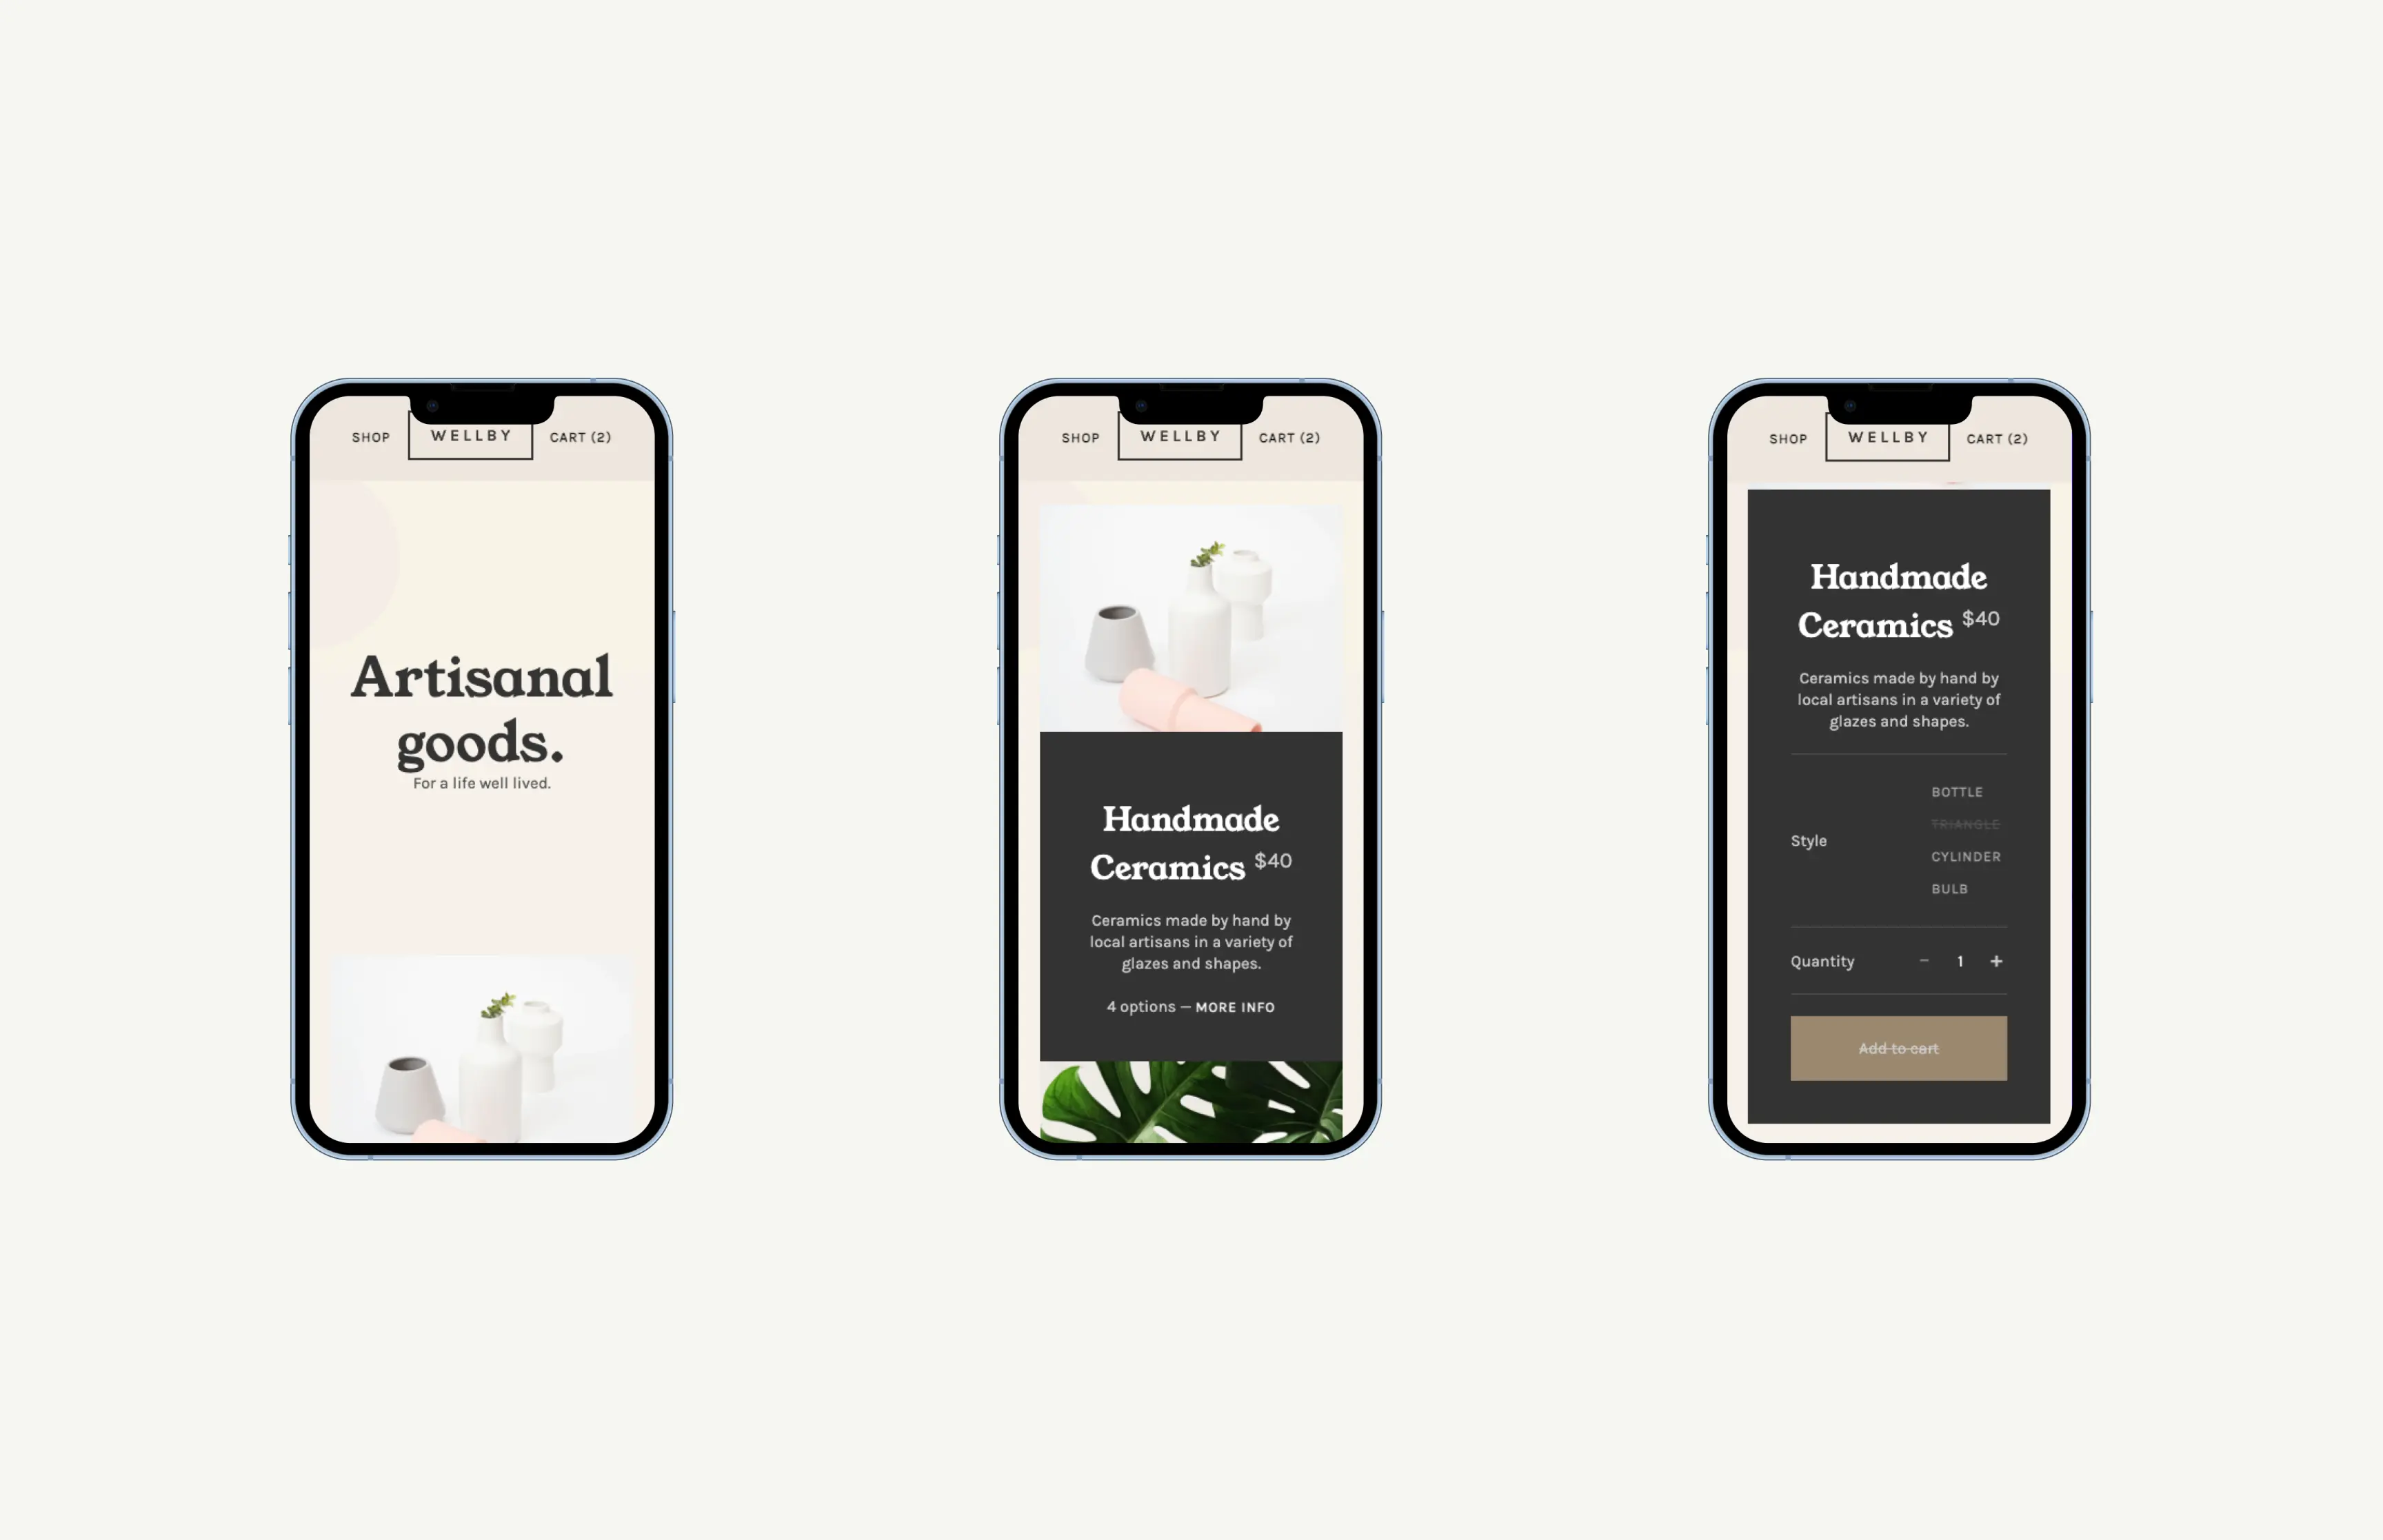 SHOP
WELLBY
CART (2)
Artisanal
goods.
For a life well lived.
SHOP
WELLBY
CART (2)
Handmade
Ceramics $40
Ceramics made by hand by
local artisans in a variety of
glazes and shapes.
4 options — MORE INFO
SHOP
WELLBY
CART (2)
Handmade
Ceramics $40
Ceramics made by hand by
local artisans in a variety of
glazes and shapes.
Style
BOTTLE
TRIANGLE
CYLINDER
BULB
Quantity − 1 +
Add to cart